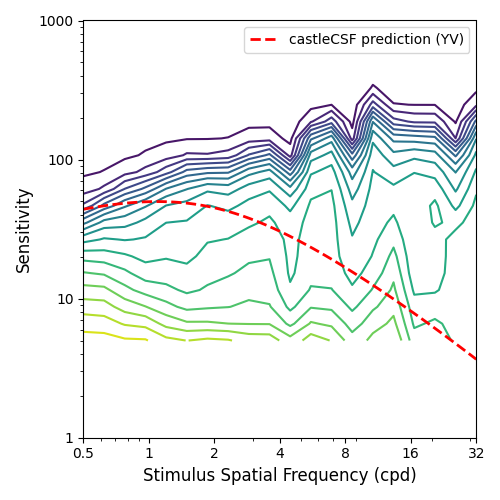 1000
castleCSF prediction (YV)
100
Sensitivity
10
1
0.5 1 2 4 8 16 32
Stimulus Spatial Frequency (cpd)